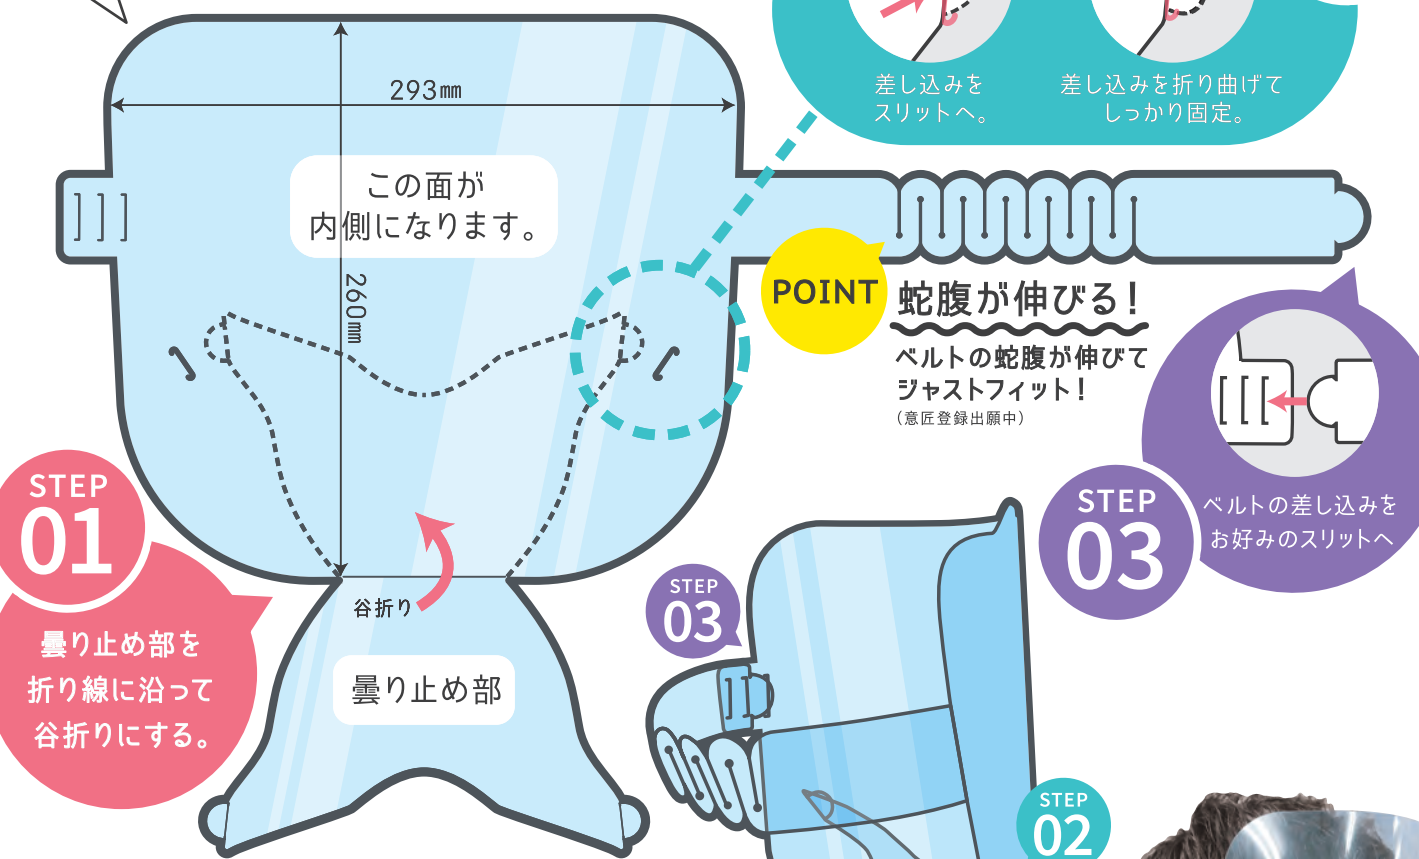 293mm
この面が
内側になります。
260mm
差し込みを
スリットへ。
差し込みを折り曲げて
しっかり固定。
POINT
蛇腹が伸びる！
ベルトの蛇腹が伸びて
ジャストフィット！
（意匠登録出願中）
STEP
01
曇り止め部を
折り線に沿って
谷折りにする。
谷折り
曇り止め部
STEP
03
ベルトの差し込みを
お好みのスリットへ
STEP
03
STEP
02